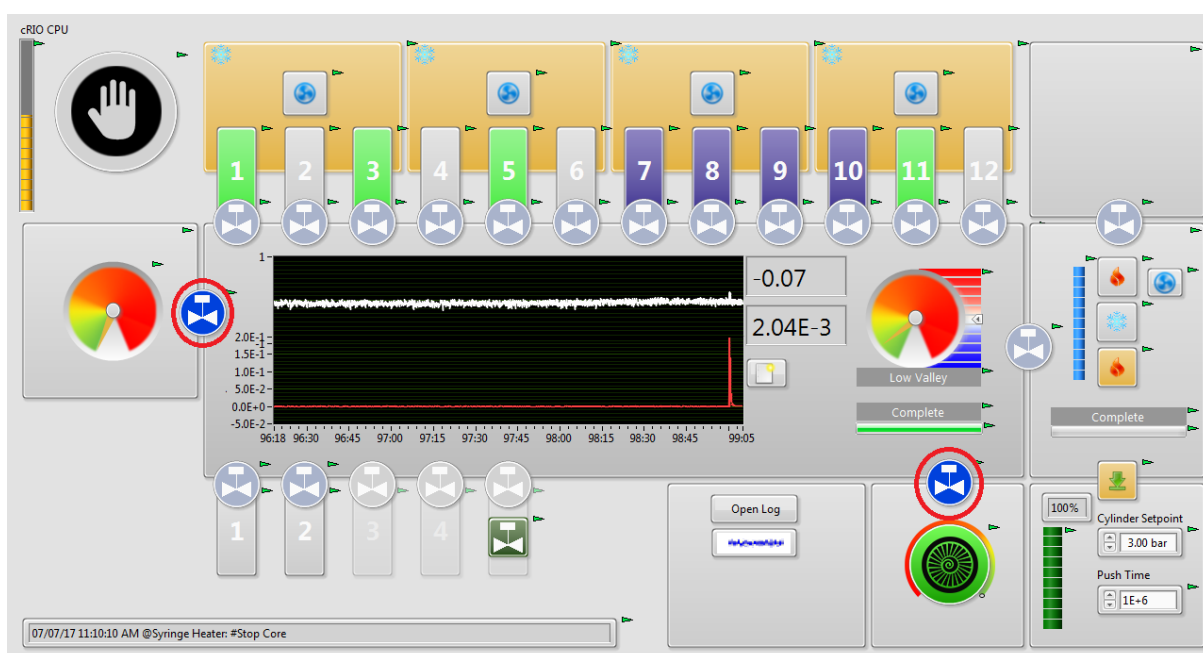 cRIO CPU
1 2 3 4 5 6 7 8 9 10 11 12
1
2.0E-1
1.5E-1
1.0E-1
5.0E-2
0.0E+0
-5.0E-2
96:18 96:30 96:45 97:00 97:15 97:30 97:45 98:00 98:15 98:30 98:45 99:05
-0.07
2.04E-3
Low Valley
Complete
Complete
1 2 3 4
Open Log
100%
Cylinder Setpoint
3.00 bar
Push Time
1E+6
07/07/17 11:10:10 AM @Syringe Heater: #Stop Core